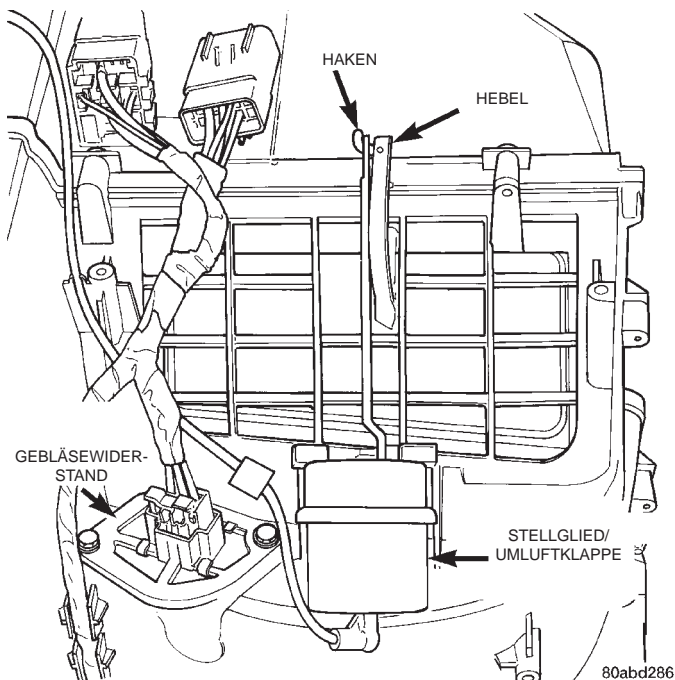 HAKEN
HEBEL
GEBLÄSEWIDER-
STAND
STELLGLIED/
UMLUFTKLAPPE
80abd286